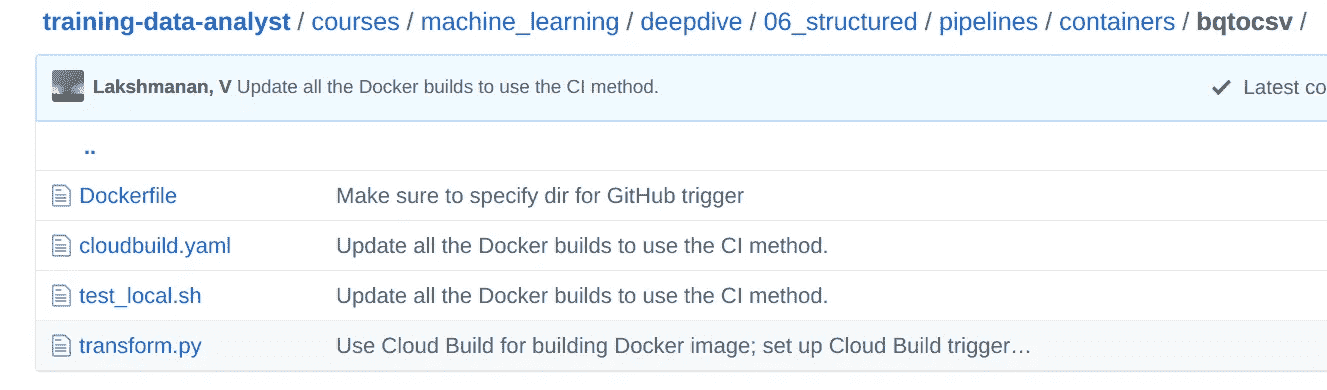 training-data-analyst / courses / machine_learning / deepdive / 06_structured / pipelines / containers / bqtocsv /
Lakshmanan, V Update all the Docker builds to use the CI method. Latest co
..
Dockerfile Make sure to specify dir for GitHub trigger
cloudbuild.yaml Update all the Docker builds to use the CI method.
test_local.sh Update all the Docker builds to use the CI method.
transform.py Use Cloud Build for building Docker image; set up Cloud Build trigger…